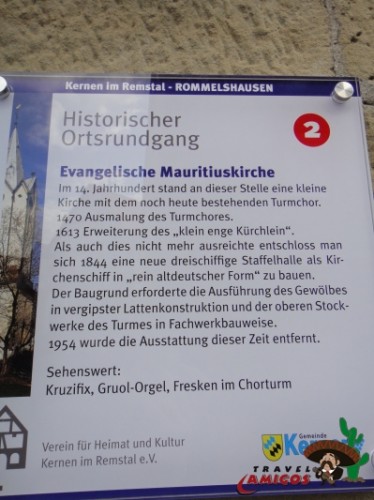 Kernen im Remstal - ROMMELSHAUSEN
Historischer
Ortsrundgang
2
Evangelische Mauritiuskirche
Im 14. Jahrhundert stand an dieser Stelle eine kleine
Kirche mit dem noch heute bestehenden Turmchor.
1470 Ausmalung des Turmchores.
1613 Erweiterung des „klein enge Kürchlein“.
Als auch dies nicht mehr ausreichte entschloss man
sich 1844 eine neue dreischiffige Staffelhalle als Kir-
chenschiff in „rein altdeutscher Form“ zu bauen.
Der Baugrund erforderte die Ausführung des Gewölbes
in vergipster Lattenkonstruktion und der oberen Stock-
werke des Turmes in Fachwerkbauweise.
1954 wurde die Ausstattung dieser Zeit entfernt.
Sehenswert:
Kruzifix, Gruol-Orgel, Fresken im Chorturm
Verein für Heimat und Kultur
Kernen im Remstal e.V.
Gemeinde
TRAVEL
AMIGOS